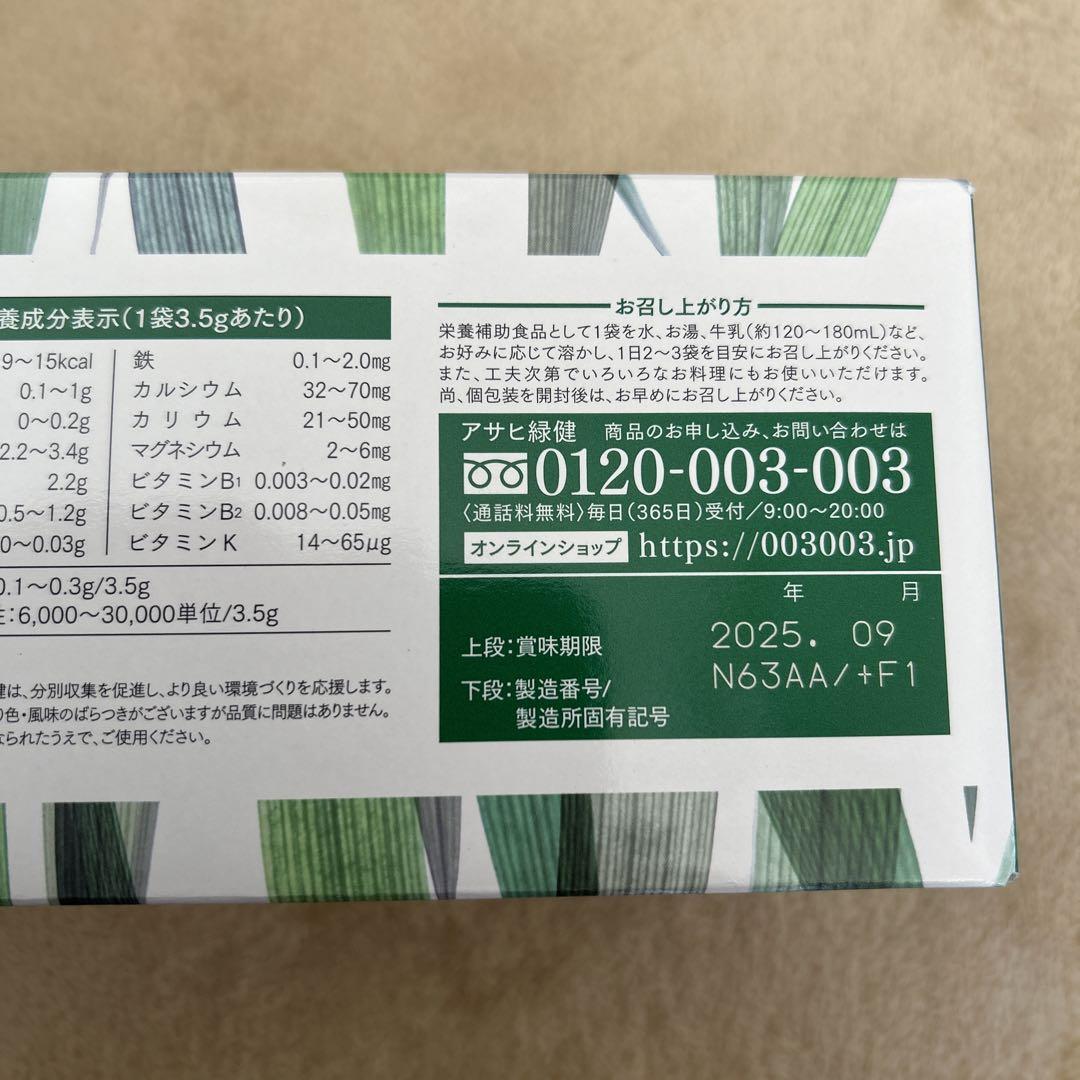 養成分表示(1袋3.5gあたり)
9〜15kcal
0.1〜1g
0〜0.2g
2.2〜3.4g
2.2g
0.5〜1.2g
0〜0.03g
鉄 0.1〜2.0mg
カルシウム 32〜70mg
カリウム 21〜50mg
マグネシウム 2〜6mg
ビタミンB1 0.003〜0.02mg
ビタミンB2 0.008〜0.05mg
ビタミンK 14〜65μg
0.1〜0.3g/3.5g
:6,000〜30,000単位/3.5g
健は、分別収集を促進し、より良い環境づくりを応援します。
色・風味のばらつきがございますが品質に問題はありません。
なられたうえで、ご使用ください。
お召し上がり方
栄養補助食品として1袋を水、お湯、牛乳(約120〜180mL)など、
お好みに応じて溶かし、1日2〜3袋を目安にお召し上がりください。
また、工夫次第でいろいろなお料理にもお使いいただけます。
尚、個包装を開封後は、お早めにお召し上がりください。
アサヒ緑健 商品のお申し込み、お問い合わせは
0120-003-003
〈通話料無料〉毎日(365日)受付/9:00〜20:00
オンラインショップ https://003003.jp
年 月
上段:賞味期限 2025. 09
下段:製造番号/ N63AA/+F1
製造所固有記号